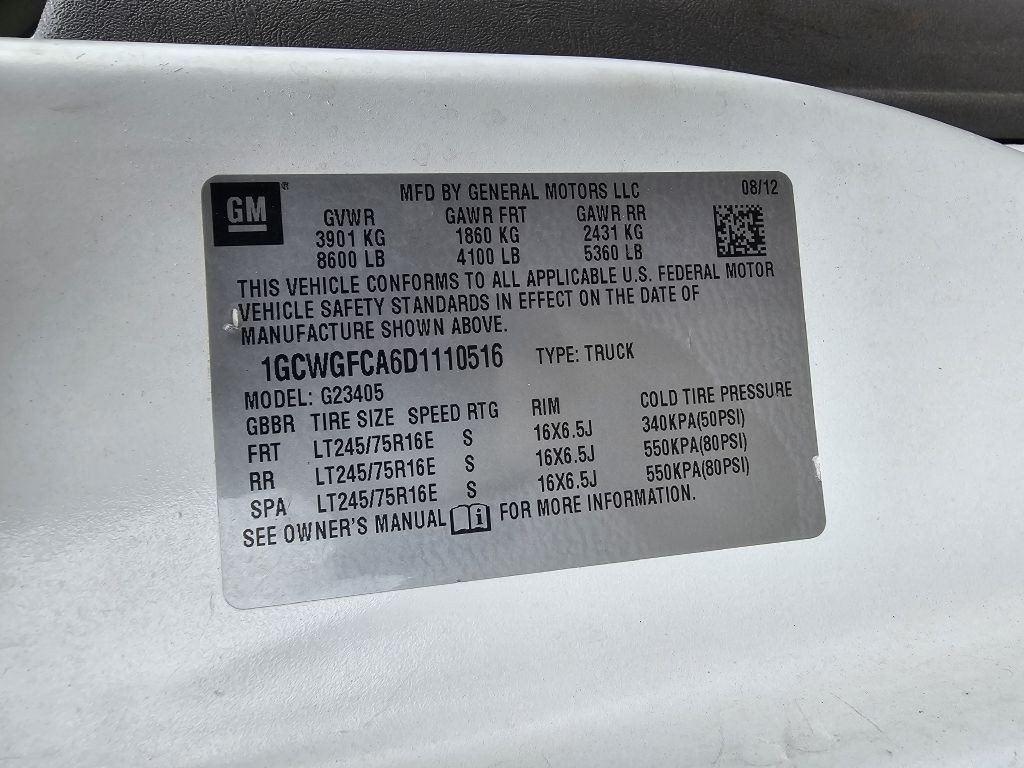 GM ® MFD BY GENERAL MOTORS LLC 08/12
GVWR GAWR FRT GAWR RR
3901 KG 1860 KG 2431 KG
8600 LB 4100 LB 5360 LB
THIS VEHICLE CONFORMS TO ALL APPLICABLE U.S. FEDERAL MOTOR
VEHICLE SAFETY STANDARDS IN EFFECT ON THE DATE OF
MANUFACTURE SHOWN ABOVE.
1GCWGFCA6D1110516 TYPE: TRUCK
MODEL: G23405
GBBR TIRE SIZE SPEED RTG RIM COLD TIRE PRESSURE
FRT LT245/75R16E S 16X6.5J 340KPA(50PSI)
RR LT245/75R16E S 16X6.5J 550KPA(80PSI)
SPA LT245/75R16E S 16X6.5J 550KPA(80PSI)
SEE OWNER'S MANUAL i FOR MORE INFORMATION.